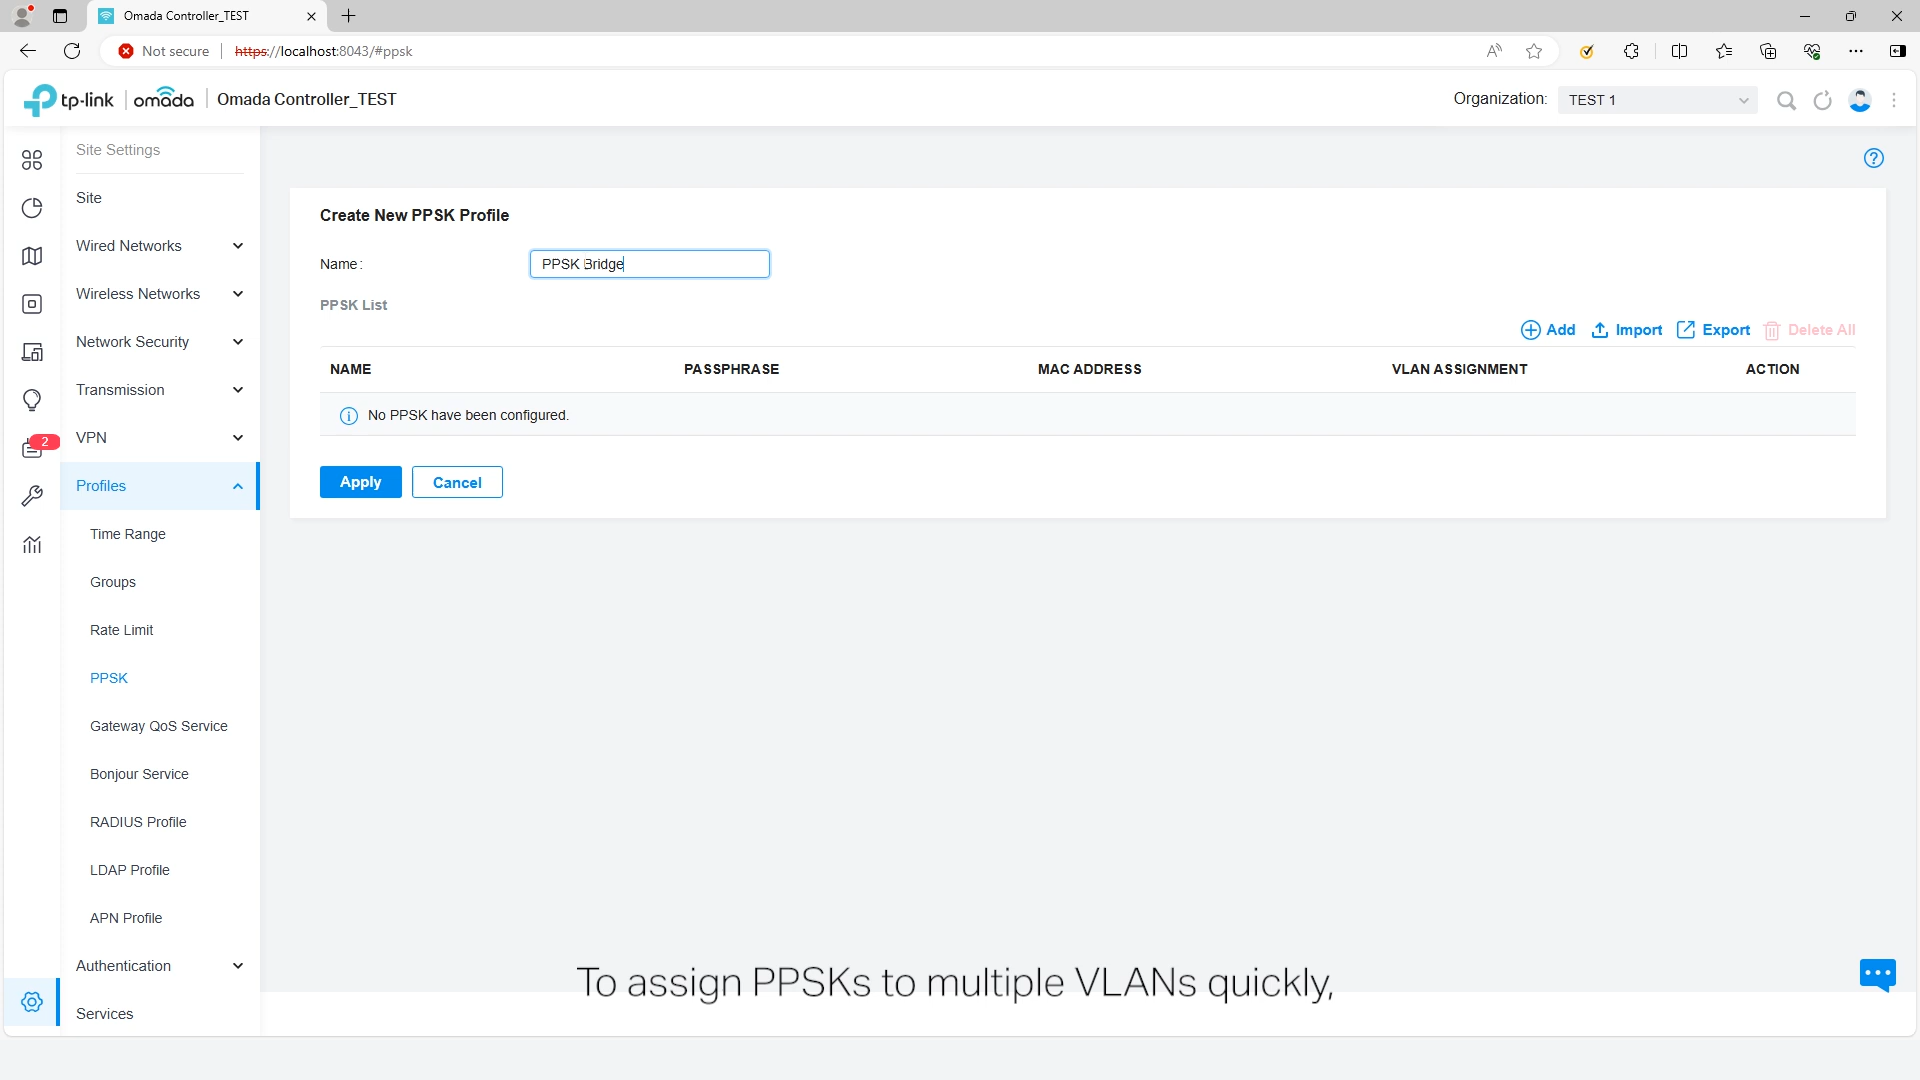 Omada Controller_TEST
Not secure
https://localhost:8043/#ppsk
tp-link
omada
Omada Controller_TEST
Organization:
TEST 1
Site Settings
Site
Wired Networks
Wireless Networks
Network Security
Transmission
2
VPN
Profiles
Time Range
Groups
Rate Limit
PPSK
Gateway QoS Service
Bonjour Service
RADIUS Profile
LDAP Profile
APN Profile
Authentication
Services
Create New PPSK Profile
Name:
PPSK Bridge
PPSK List
Add Import Export Delete All
NAME PASSPHRASE MAC ADDRESS VLAN ASSIGNMENT ACTION
No PPSK have been configured.
Apply Cancel
To assign PPSKs to multiple VLANs quickly,